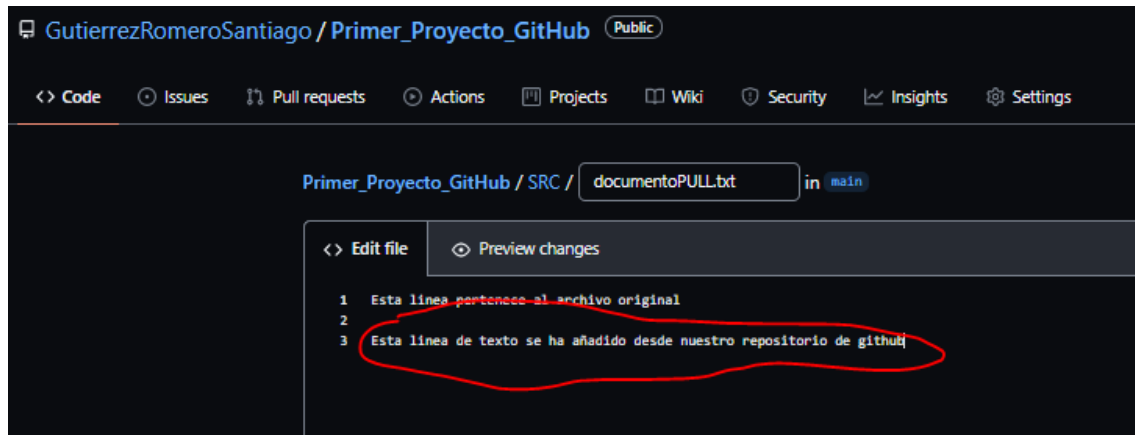 GutierrezRomeroSantiago / Primer_Proyecto_GitHub Public
<> Code Issues Pull requests Actions Projects Wiki Security Insights Settings
Primer_Proyecto_GitHub / SRC / documentoPULL.txt in main
<> Edit file Preview changes
1 Esta linea pertenece al archivo original
2
3 Esta linea de texto se ha añadido desde nuestro repositorio de github